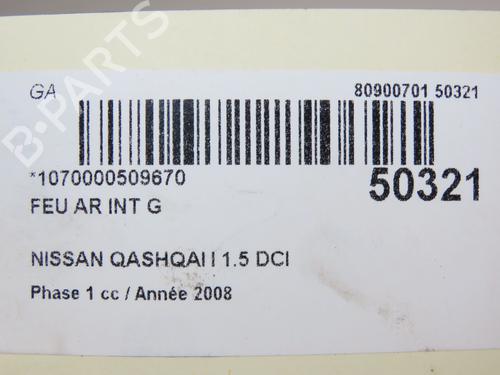 GA
80900701 50321
*1070000509670
50321
FEU AR INT G
NISSAN QASHQAI I 1.5 DCI
Phase 1 cc / Année 2008
B-PARTS